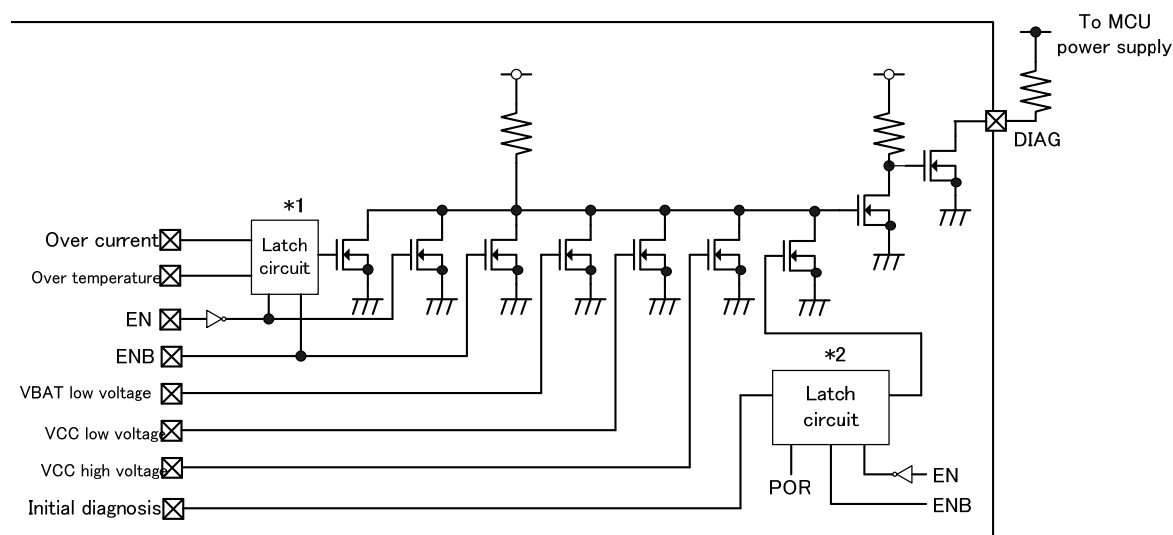 To MCU
power supply
DIAG
*1
Over current
Latch
circuit
Over temperature
EN
ENB
*2
VBAT low voltage
Latch
circuit
VCC low voltage
VCC high voltage
EN
POR
Initial diagnosis
ENB